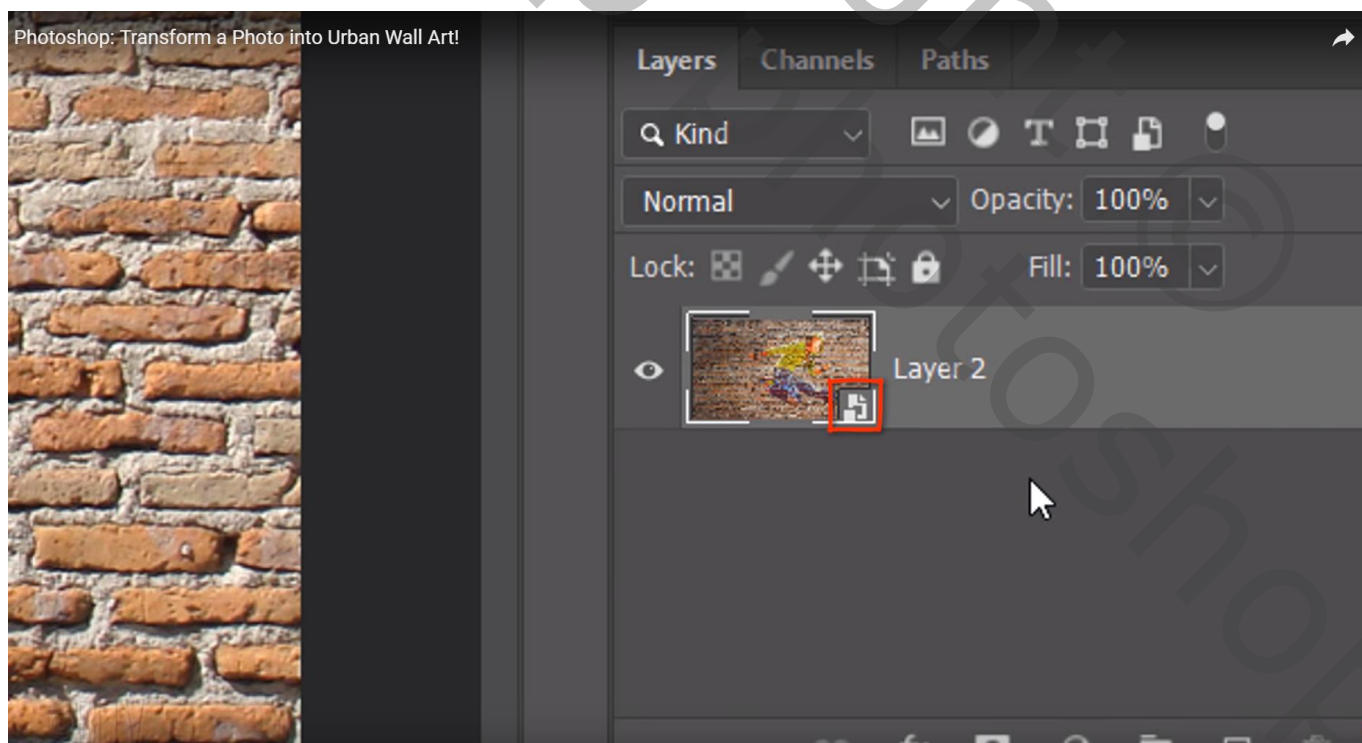 Photoshop: Transform a Photo into Urban Wall Art!
Layers Channels Paths
Kind
Normal Opacity: 100%
Lock: Fill: 100%
Layer 2